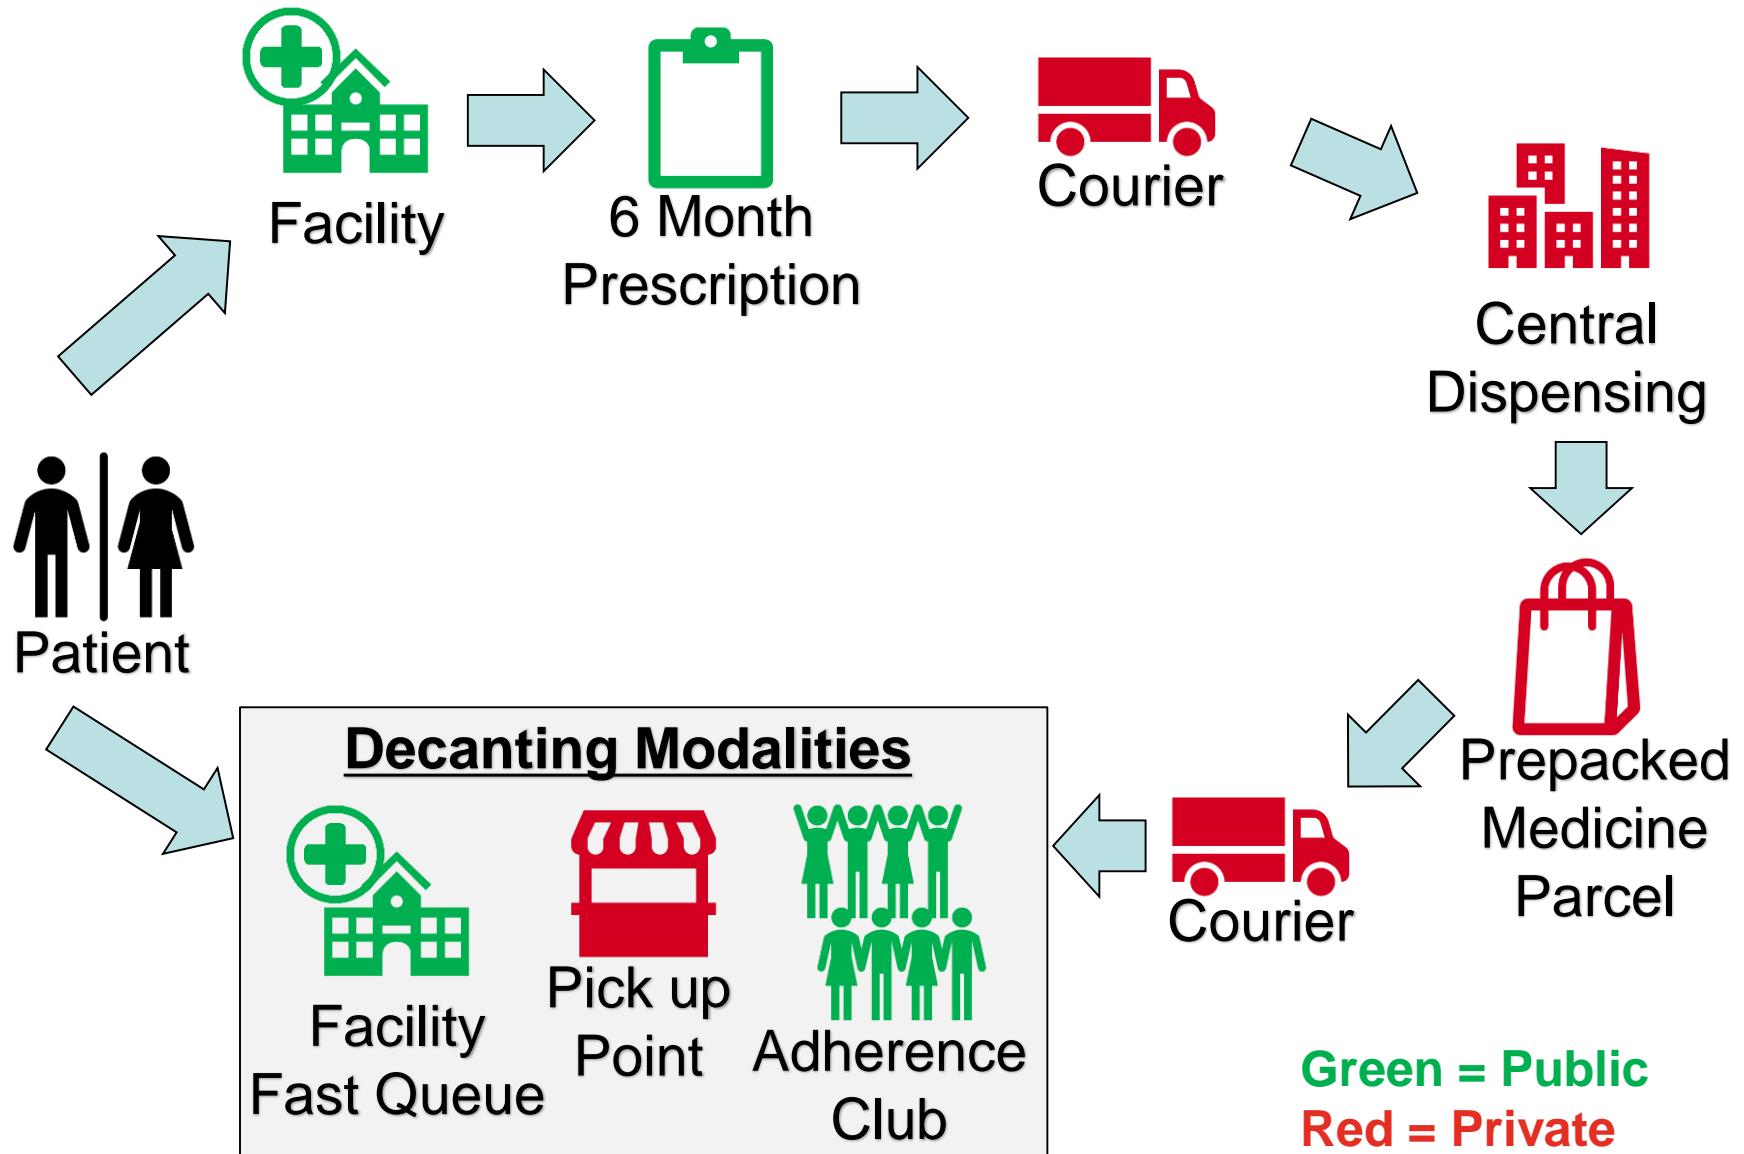 Facility
6 Month
Prescription
Courier
Central
Dispensing
Patient
Prepacked
Medicine
Parcel
Courier
Decanting Modalities
Facility
Fast Queue
Pick up
Point
Adherence
Club
Green = Public
Red = Private